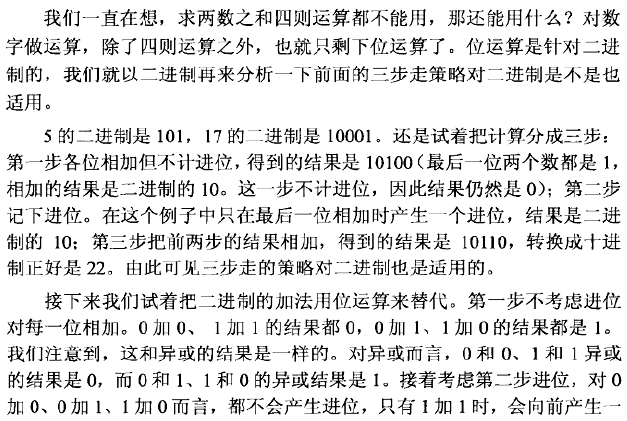 我们一直在想，求两数之和四则运算都不能用，那还能用什么？对数
字做运算，除了四则运算之外，也就只剩下位运算了。位运算是针对二进
制的，我们就以二进制再来分析一下前面的三步走策略对二进制是不是也
适用。
5 的二进制是 101，17 的二进制是 10001。还是试着把计算分成三步：
第一步各位相加但不计进位，得到的结果是 10100（最后一位两个数都是 1，
相加的结果是二进制的 10。这一步不计进位，因此结果仍然是 0）；第二步
记下进位。在这个例子中只在最后一位相加时产生一个进位，结果是二进
制的 10；第三步把前两步的结果相加，得到的结果是 10110，转换成十进
制正好是 22。由此可见三步走的策略对二进制也是适用的。
接下来我们试着把二进制的加法用位运算来替代。第一步不考虑进位
对每一位相加。0 加 0、 1 加 1 的结果都 0，0 加 1、1 加 0 的结果都是 1。
我们注意到，这和异或的结果是一样的。对异或而言，0 和 0、1 和 1 异或
的结果是 0，而 0 和 1、1 和 0 的异或结果是 1。接着考虑第二步进位，对 0
加 0、0 加 1、1 加 0 而言，都不会产生进位，只有 1 加 1 时，会向前产生一